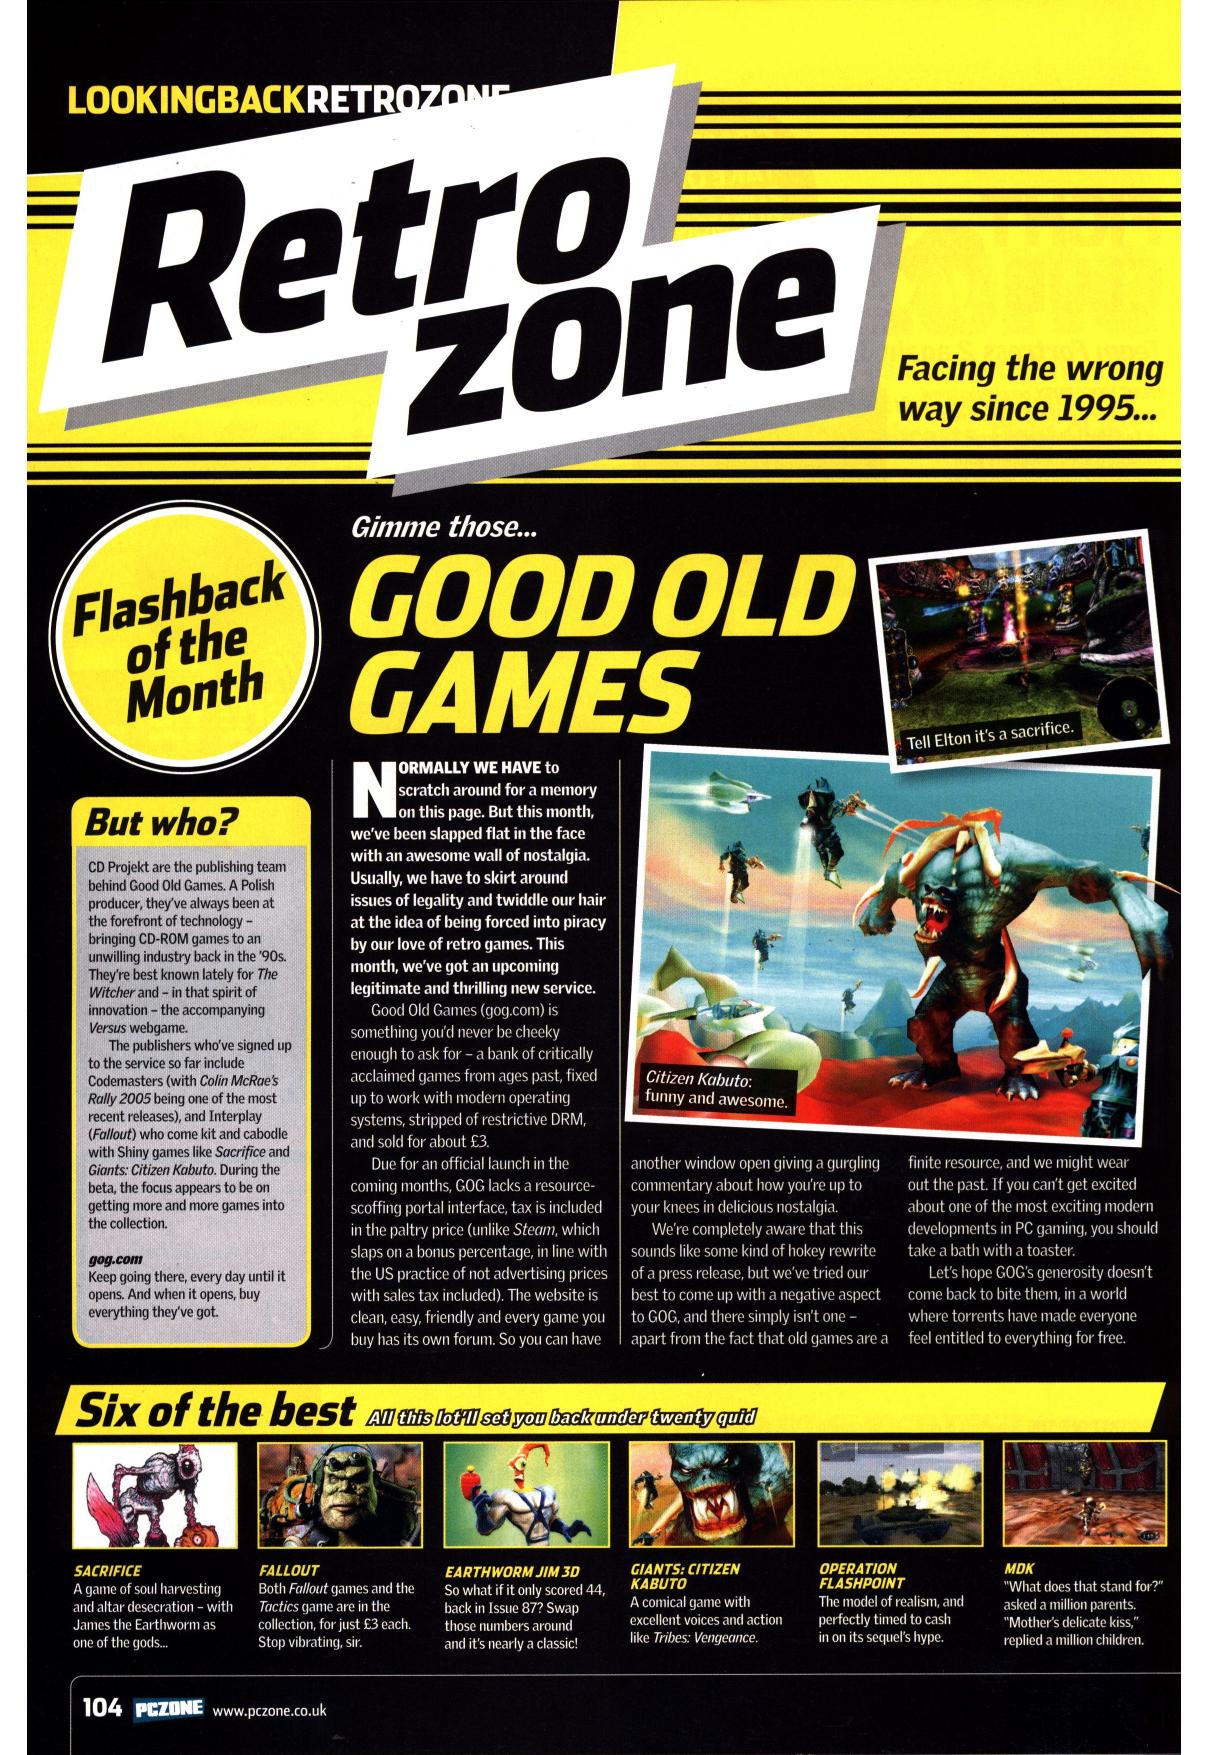 LOOKINGBACKRETROZONE
Retro
zone
Facing the wrong
way since 1995...
Flashback
of the
Month
Gimme those...
GOOD OLD
GAMES
Tell Elton it's a sacrifice.
Citizen Kabuto:
funny and awesome.
But who?
CD Projekt are the publishing team
behind Good Old Games. A Polish
producer, they've always been at
the forefront of technology –
bringing CD-ROM games to an
unwilling industry back in the '90s.
They're best known lately for The
Witcher and – in that spirit of
innovation – the accompanying
Versus webgame.
The publishers who've signed up
to the service so far include
Codemasters (with Colin McRae's
Rally 2005 being one of the most
recent releases), and Interplay
(Fallout) who come kit and cabodle
with Shiny games like Sacrifice and
Giants: Citizen Kabuto. During the
beta, the focus appears to be on
getting more and more games into
the collection.
gog.com
Keep going there, every day until it
opens. And when it opens, buy
everything they've got.
NORMALLY WE HAVE to
scratch around for a memory
on this page. But this month,
we've been slapped flat in the face
with an awesome wall of nostalgia.
Usually, we have to skirt around
issues of legality and twiddle our hair
at the idea of being forced into piracy
by our love of retro games. This
month, we've got an upcoming
legitimate and thrilling new service.
Good Old Games (gog.com) is
something you'd never be cheeky
enough to ask for – a bank of critically
acclaimed games from ages past, fixed
up to work with modern operating
systems, stripped of restrictive DRM,
and sold for about £3.
Due for an official launch in the
coming months, GOG lacks a resource-
scoffing portal interface, tax is included
in the paltry price (unlike Steam, which
slaps on a bonus percentage, in line with
the US practice of not advertising prices
with sales tax included). The website is
clean, easy, friendly and every game you
buy has its own forum. So you can have
another window open giving a gurgling
commentary about how you're up to
your knees in delicious nostalgia.
We're completely aware that this
sounds like some kind of hokey rewrite
of a press release, but we've tried our
best to come up with a negative aspect
to GOG, and there simply isn't one –
apart from the fact that old games are a
finite resource, and we might wear
out the past. If you can't get excited
about one of the most exciting modern
developments in PC gaming, you should
take a bath with a toaster.
Let's hope GOG's generosity doesn't
come back to bite them, in a world
where torrents have made everyone
feel entitled to everything for free.
Six of the best All this lot'll set you back under twenty quid
SACRIFICE
A game of soul harvesting
and altar desecration – with
James the Earthworm as
one of the gods...
FALLOUT
Both Fallout games and the
Tactics game are in the
collection, for just £3 each.
Stop vibrating, sir.
EARTHWORM JIM 3D
So what if it only scored 44,
back in Issue 87? Swap
those numbers around
and it's nearly a classic!
GIANTS: CITIZEN
KABUTO
A comical game with
excellent voices and action
like Tribes: Vengeance.
OPERATION
FLASHPOINT
The model of realism, and
perfectly timed to cash
in on its sequel's hype.
MDK
"What does that stand for?"
asked a million parents.
"Mother's delicate kiss,"
replied a million children.
104 PCZONE www.pczone.co.uk